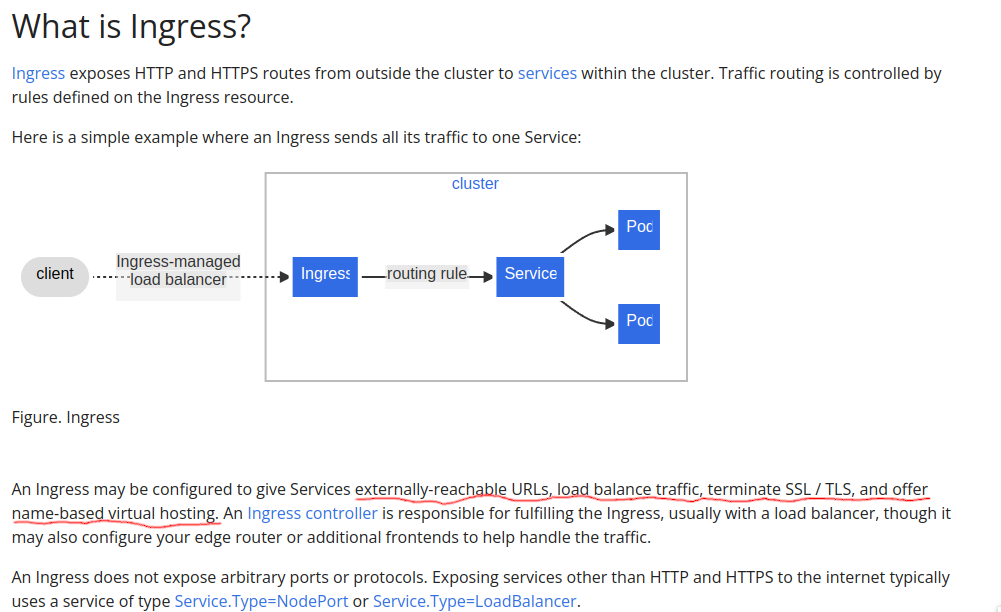 What is Ingress?
Ingress exposes HTTP and HTTPS routes from outside the cluster to services within the cluster. Traffic routing is controlled by
rules defined on the Ingress resource.
Here is a simple example where an Ingress sends all its traffic to one Service:
cluster
client
Ingress-managed
load balancer
Ingress
routing rule
Service
Pod
Pod
Figure. Ingress
An Ingress may be configured to give Services externally-reachable URLs, load balance traffic, terminate SSL / TLS, and offer
name-based virtual hosting. An Ingress controller is responsible for fulfilling the Ingress, usually with a load balancer, though it
may also configure your edge router or additional frontends to help handle the traffic.
An Ingress does not expose arbitrary ports or protocols. Exposing services other than HTTP and HTTPS to the internet typically
uses a service of type Service.Type=NodePort or Service.Type=LoadBalancer.